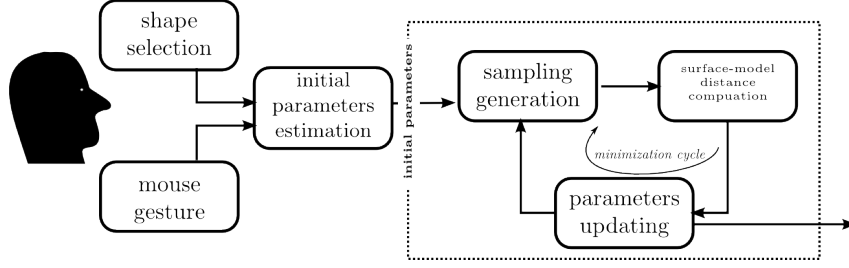 shape
selection
mouse
gesture
initial
parameters
estimation
initial parameters
sampling
generation
surface-model
distance
compuation
minimization cycle
parameters
updating